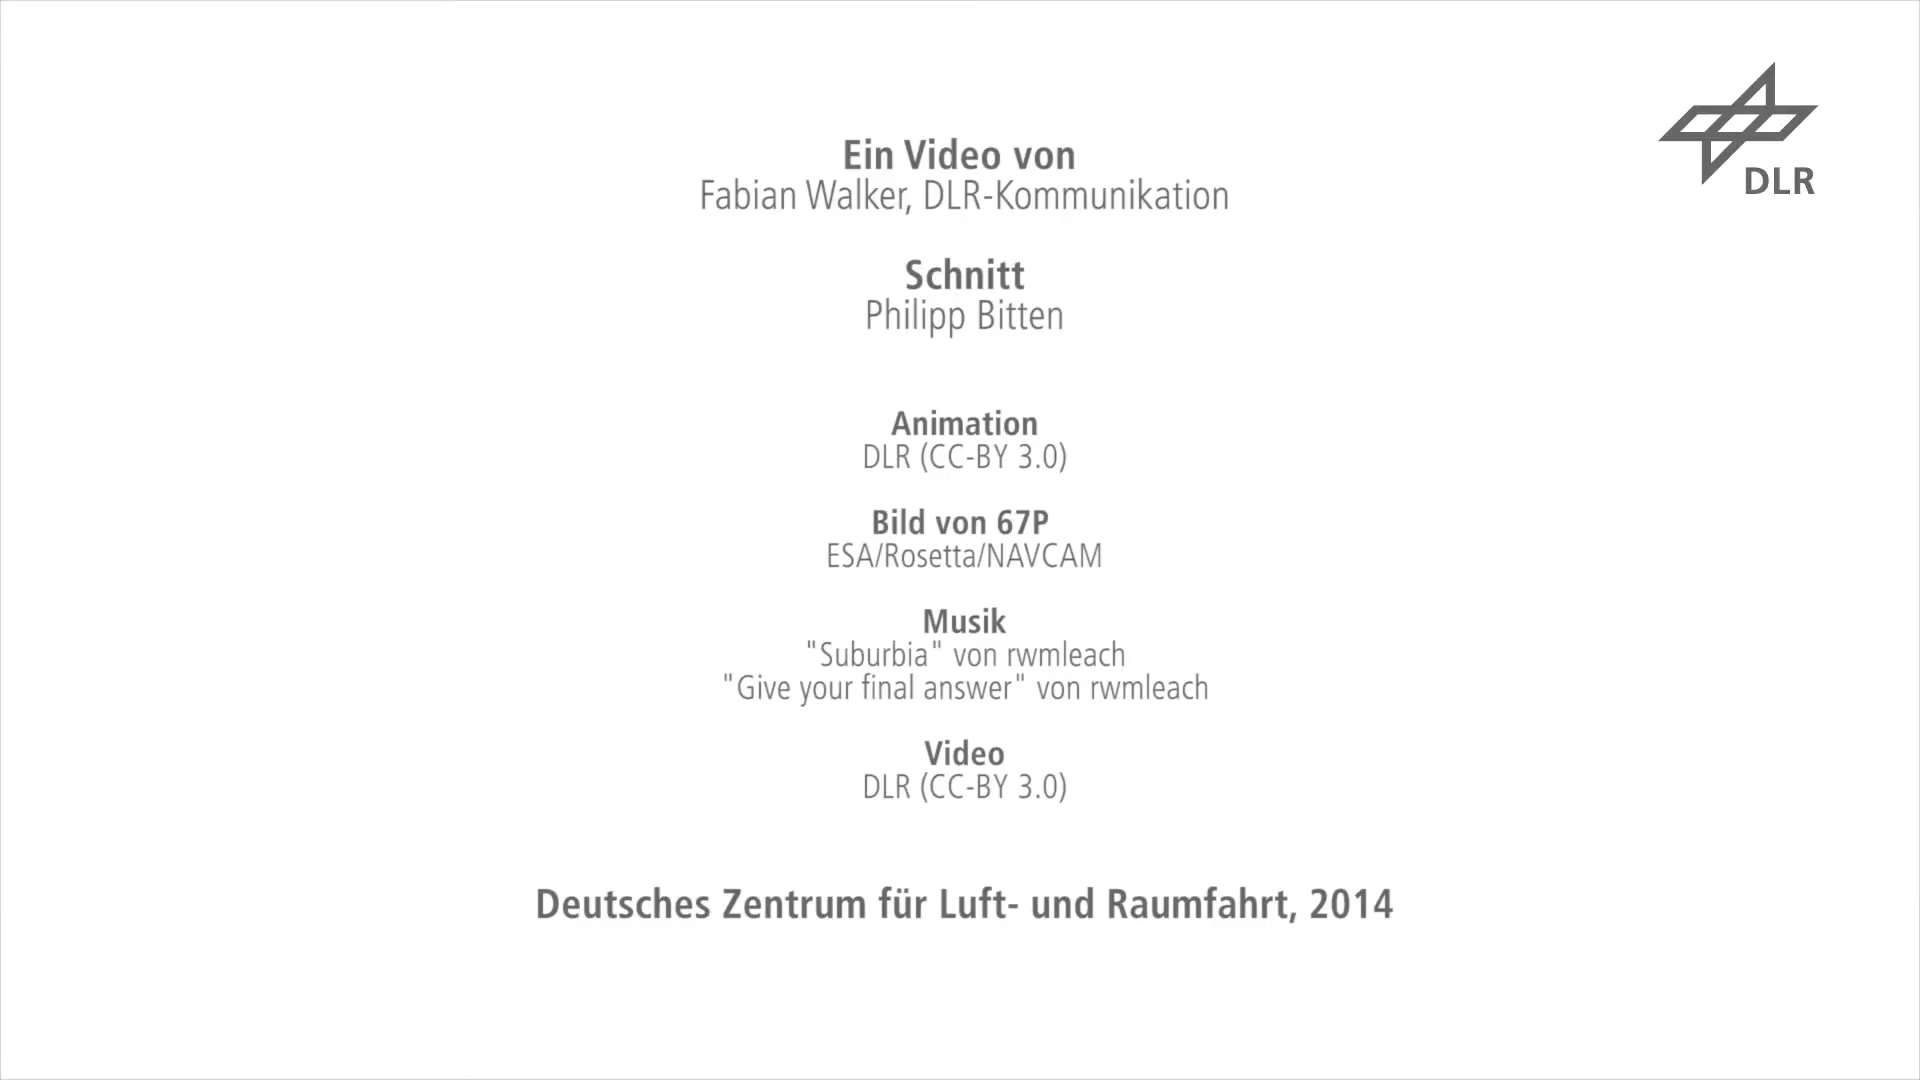 DLR
Ein Video von
Fabian Walker, DLR-Kommunikation
Schnitt
Philipp Bitten
Animation
DLR (CC-BY 3.0)
Bild von 67P
ESA/Rosetta/NAVCAM
Musik
"Suburbia" von rwmleach
"Give your final answer" von rwmleach
Video
DLR (CC-BY 3.0)
Deutsches Zentrum für Luft- und Raumfahrt, 2014